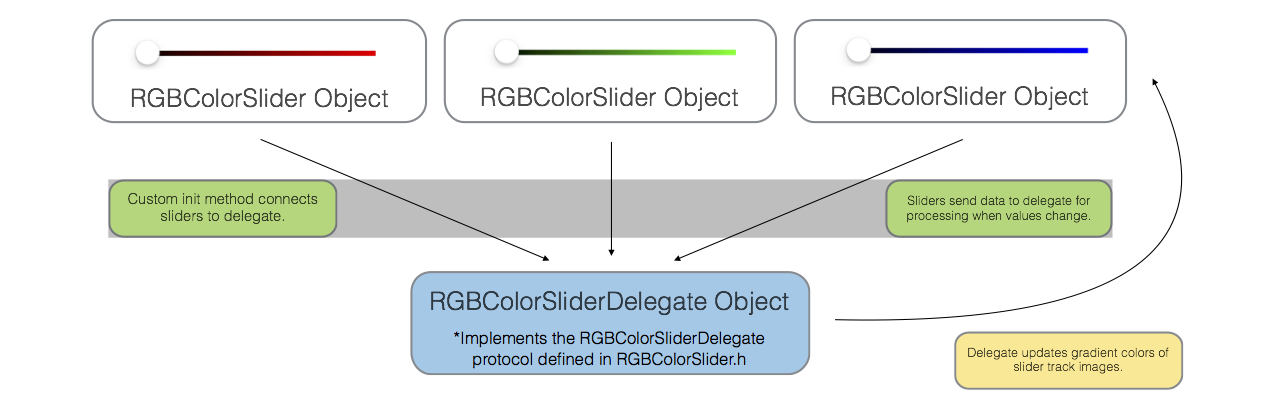 RGBColorSlider Object
RGBColorSlider Object
RGBColorSlider Object
Custom init method connects
sliders to delegate.
Sliders send data to delegate for
processing when values change.
RGBColorSliderDelegate Object
*Implements the RGBColorSliderDelegate
protocol defined in RGBColorSlider.h
Delegate updates gradient colors of
slider track images.